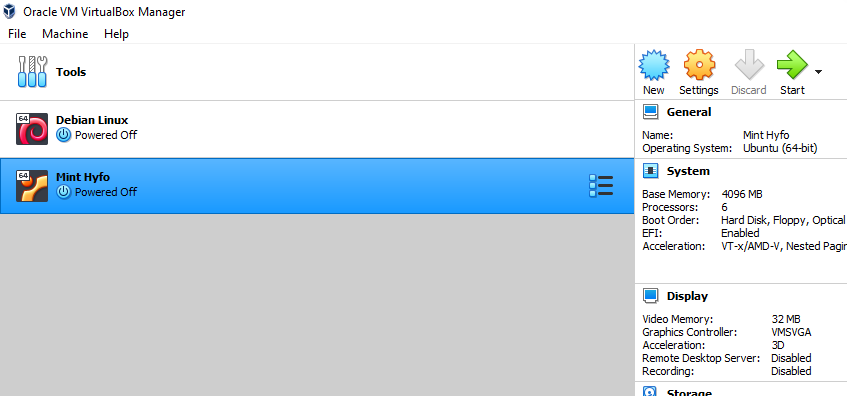 Oracle VM VirtualBox Manager
File Machine Help
Tools
New Settings Discard Start
64
Debian Linux
Powered Off
64
Mint Hyfo
Powered Off
General
Name: Mint Hyfo
Operating System: Ubuntu (64-bit)
System
Base Memory: 4096 MB
Processors: 6
Boot Order: Hard Disk, Floppy, Optical
EFI: Enabled
Acceleration: VT-x/AMD-V, Nested Pagin
Display
Video Memory: 32 MB
Graphics Controller: VMSVGA
Acceleration: 3D
Remote Desktop Server: Disabled
Recording: Disabled
Storage